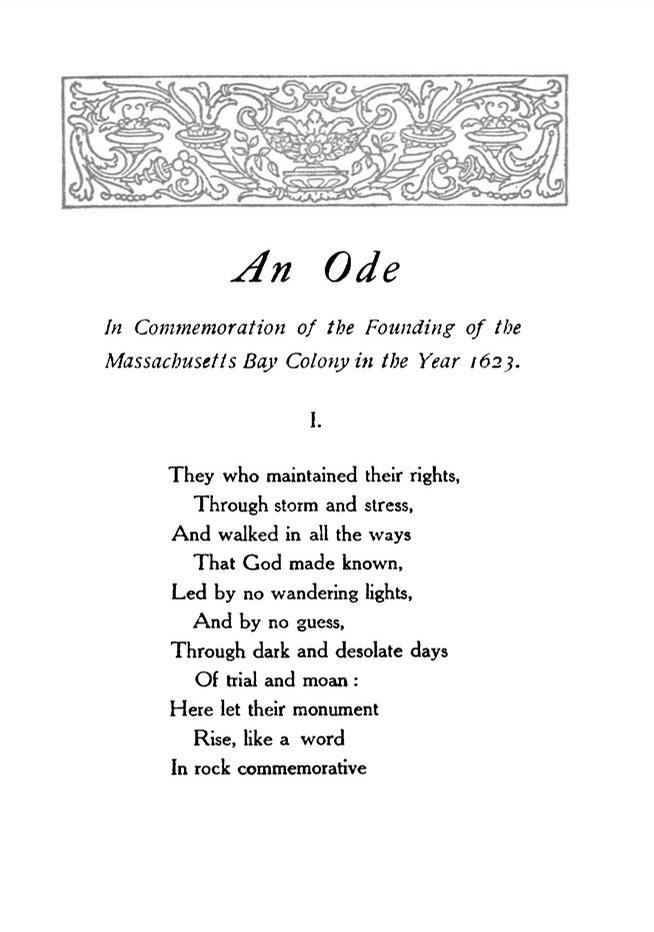 An Ode
In Commemoration of the Founding of the
Massachusetts Bay Colony in the Year 1623.
I.
They who maintained their rights,
Through storm and stress,
And walked in all the ways
That God made known,
Led by no wandering lights,
And by no guess,
Through dark and desolate days
Of trial and moan :
Here let their monument
Rise, like a word
In rock commemorative